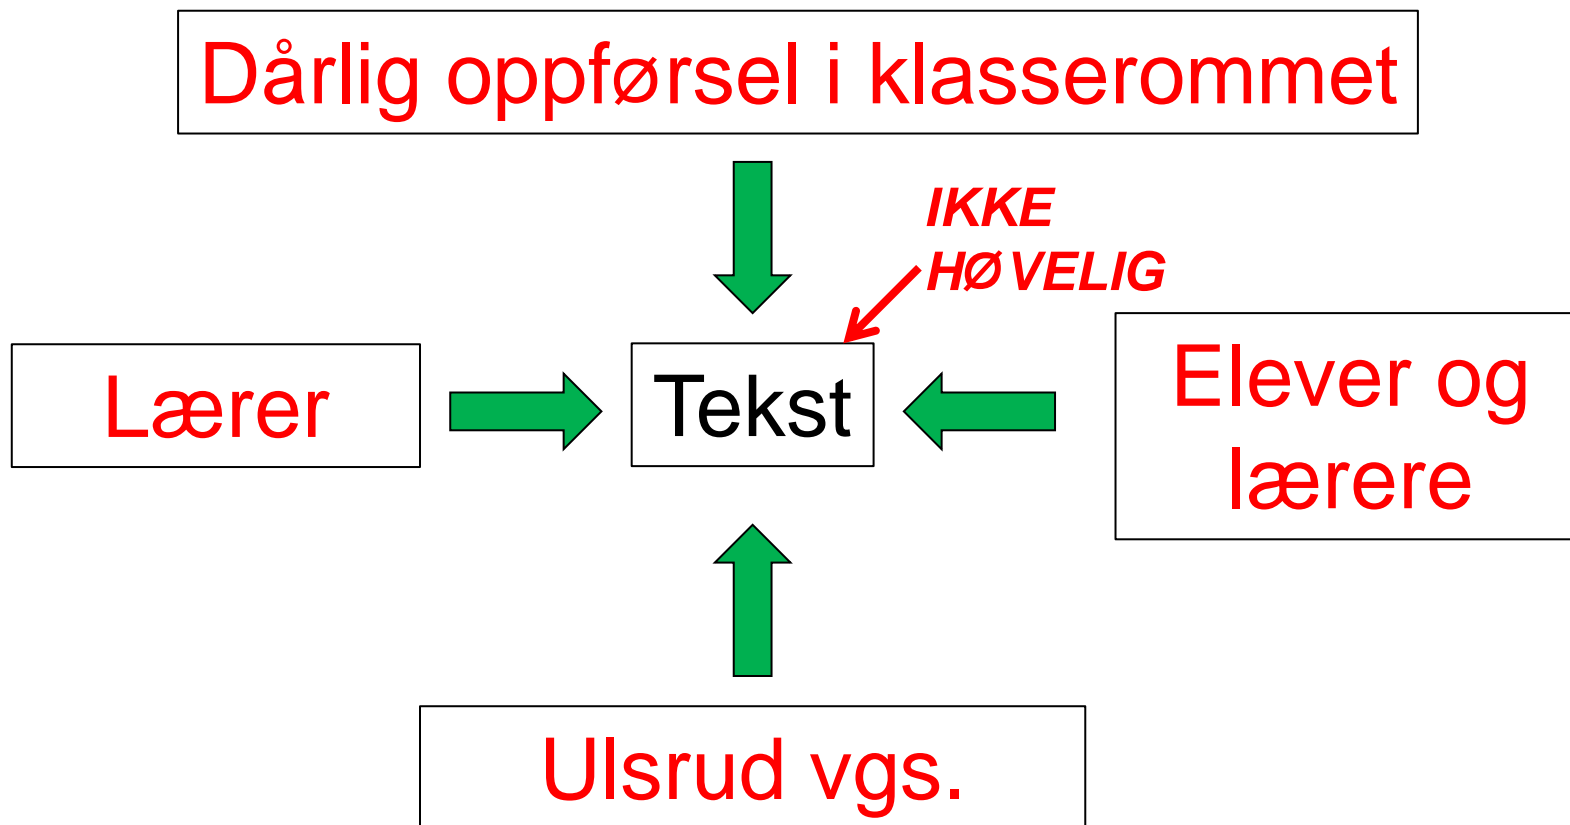 Dårlig oppførsel i klasserommet
IKKE
HØVELIG
Lærer
Tekst
Elever og
lærere
Ulsrud vgs.